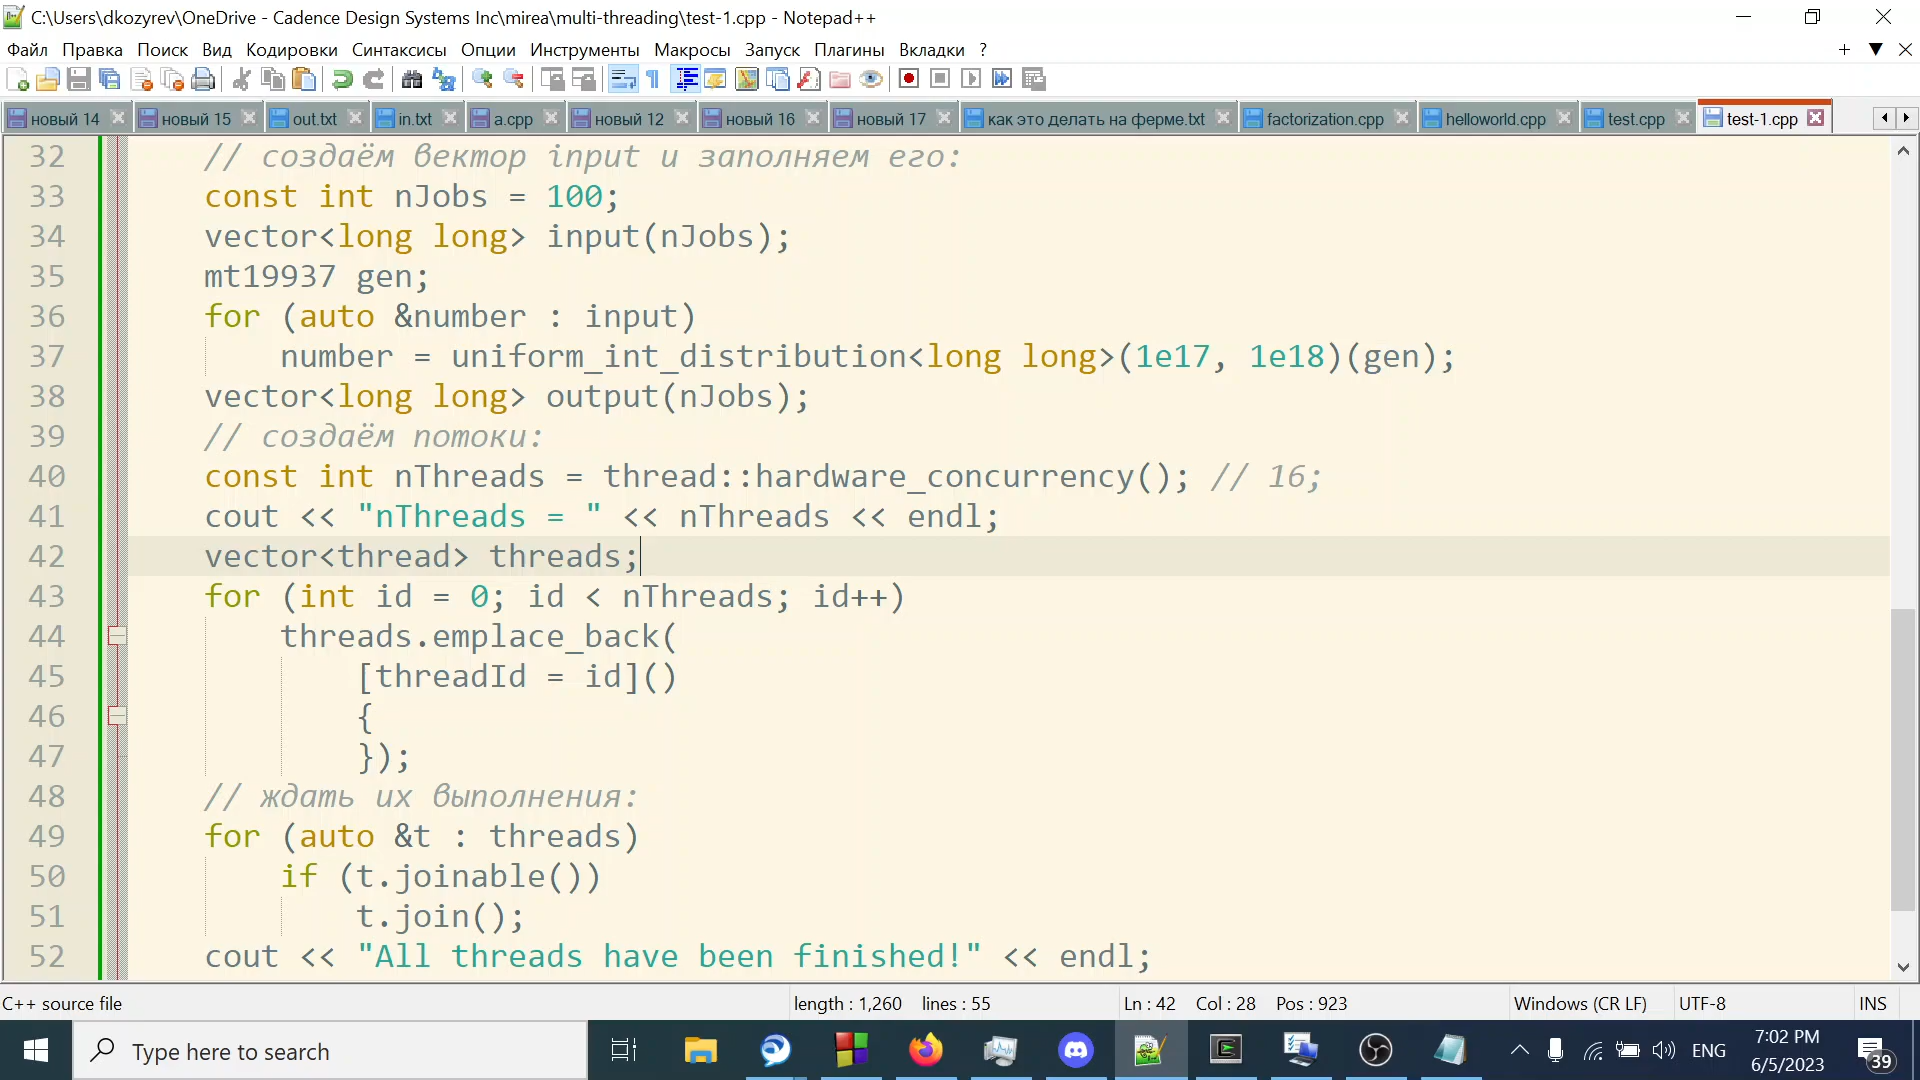 C:\Users\dkozyrev\OneDrive - Cadence Design Systems Inc\mirea\multi-threading\test-1.cpp - Notepad++
Файл Правка Поиск Вид Кодировки Синтаксисы Опции Инструменты Макросы Запуск Плагины Вкладки ?
новый 14 новый 15 out.txt in.txt a.cpp новый 12 новый 16 новый 17 как это делать на ферме.txt factorization.cpp helloworld.cpp test.cpp test-1.cpp
32 // создаём вектор input и заполняем его:
33 const int nJobs = 100;
34 vector<long long> input(nJobs);
35 mt19937 gen;
36 for (auto &number : input)
37 number = uniform_int_distribution<long long>(1e17, 1e18)(gen);
38 vector<long long> output(nJobs);
39 // создаём потоки:
40 const int nThreads = thread::hardware_concurrency(); // 16;
41 cout << "nThreads = " << nThreads << endl;
42 vector<thread> threads;
43 for (int id = 0; id < nThreads; id++)
44 threads.emplace_back(
45 [threadId = id]()
46 {
47 });
48 // ждать их выполнения:
49 for (auto &t : threads)
50 if (t.joinable())
51 t.join();
52 cout << "All threads have been finished!" << endl;
C++ source file length : 1,260 lines : 55 Ln : 42 Col : 28 Pos : 923 Windows (CR LF) UTF-8 INS
Type here to search ENG 7:02 PM
6/5/2023 39